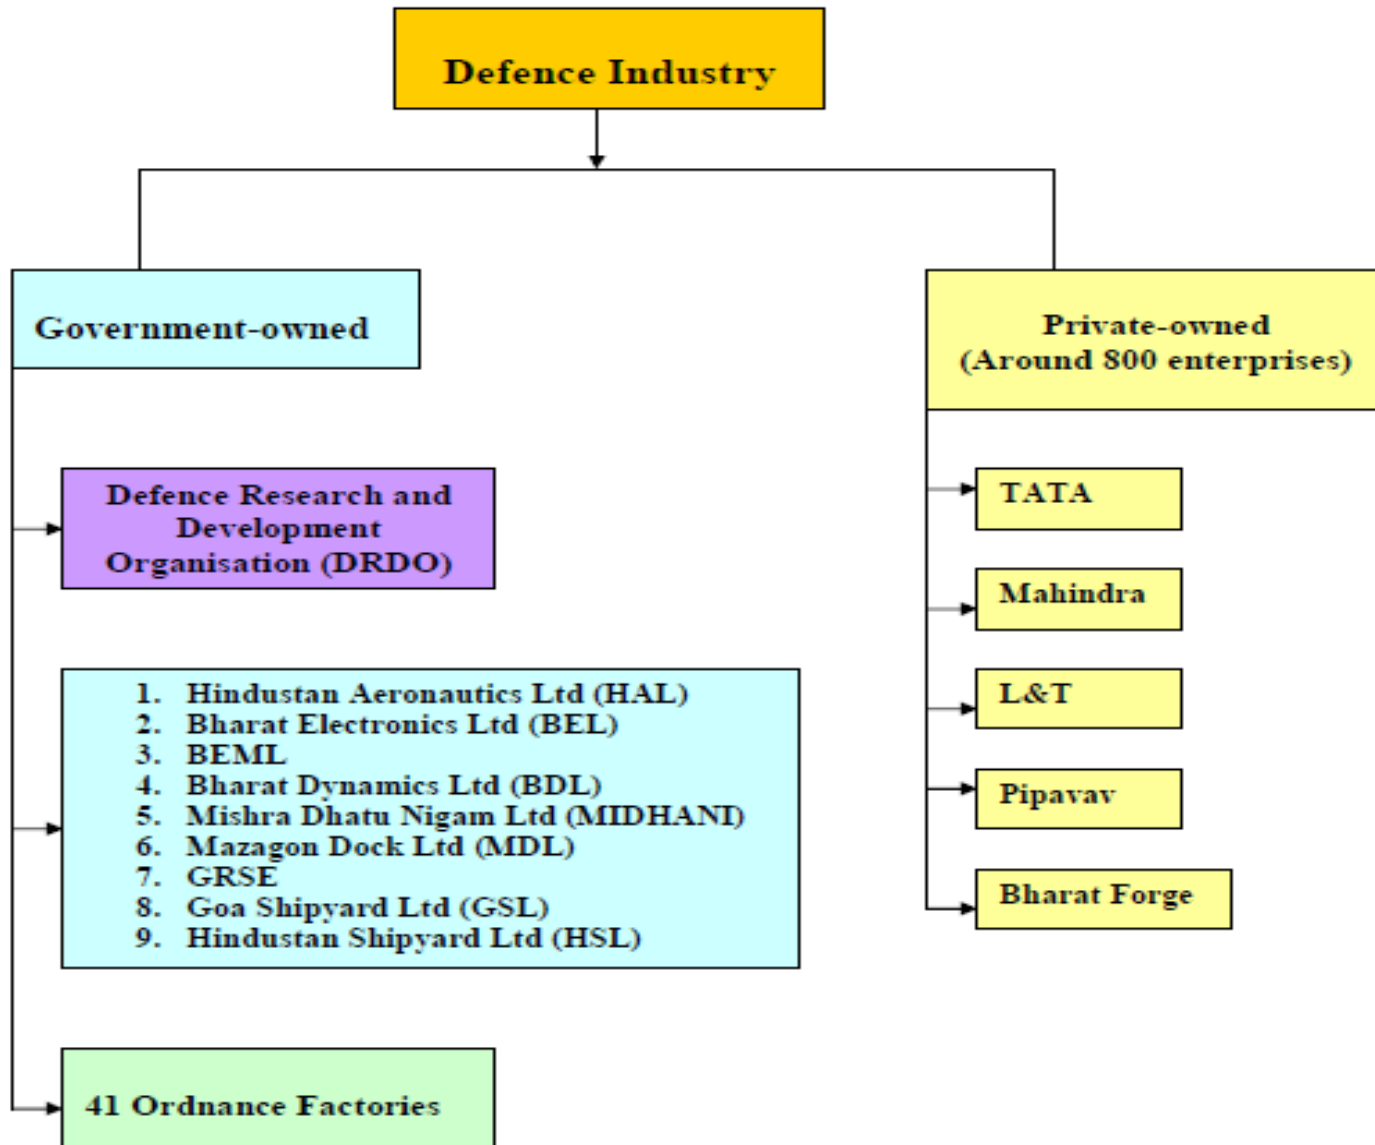 Defence Industry
Government-owned
Private-owned
(Around 800 enterprises)
Defence Research and
Development
Organisation (DRDO)
1. Hindustan Aeronautics Ltd (HAL)
2. Bharat Electronics Ltd (BEL)
3. BEML
4. Bharat Dynamics Ltd (BDL)
5. Mishra Dhatu Nigam Ltd (MIDHANI)
6. Mazagon Dock Ltd (MDL)
7. GRSE
8. Goa Shipyard Ltd (GSL)
9. Hindustan Shipyard Ltd (HSL)
41 Ordnance Factories
TATA
Mahindra
L&T
Pipavav
Bharat Forge